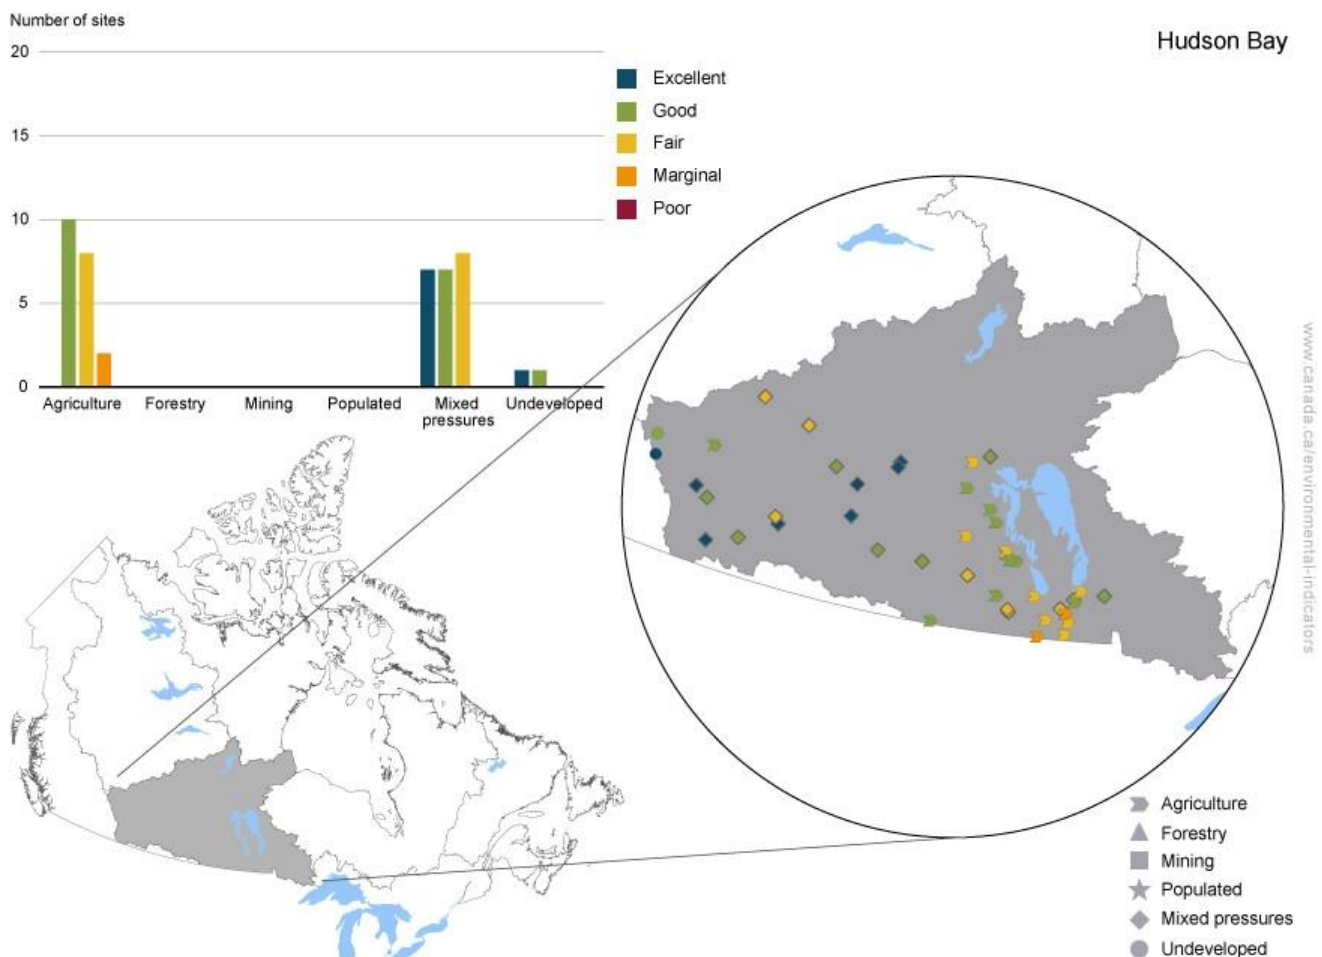 Number of sites
Hudson Bay
20
15
10
5
0
Excellent
Good
Fair
Marginal
Poor
Agriculture
Forestry
Mining
Populated
Mixed
pressures
Undeveloped
www.canada.ca/environmental-indicators
Agriculture
Forestry
Mining
Populated
Mixed pressures
Undeveloped